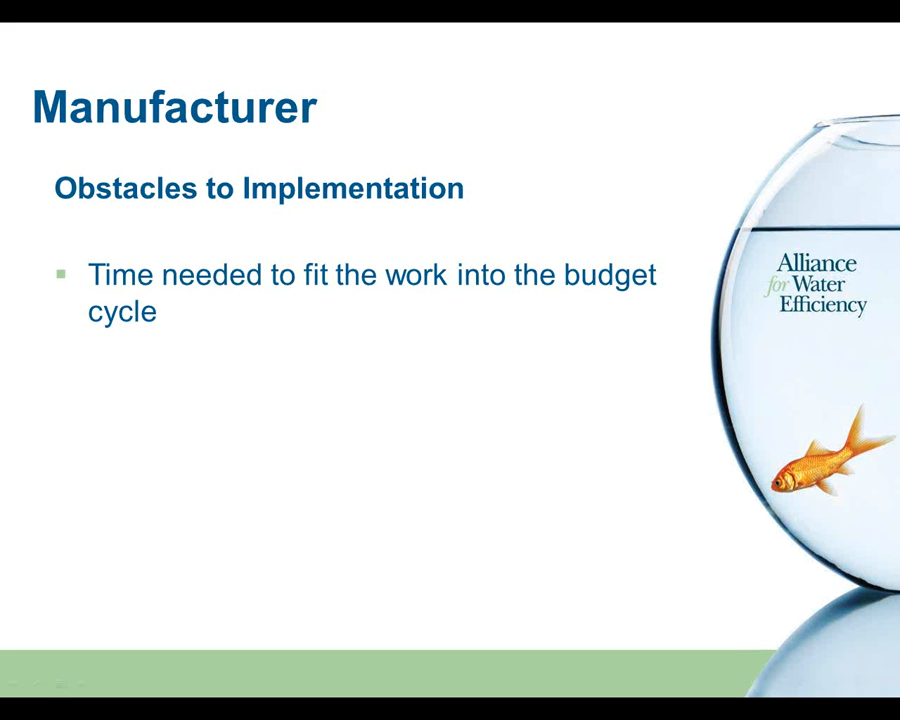 Manufacturer
Obstacles to Implementation
Time needed to fit the work into the budget
cycle
Alliance
for Water
Efficiency